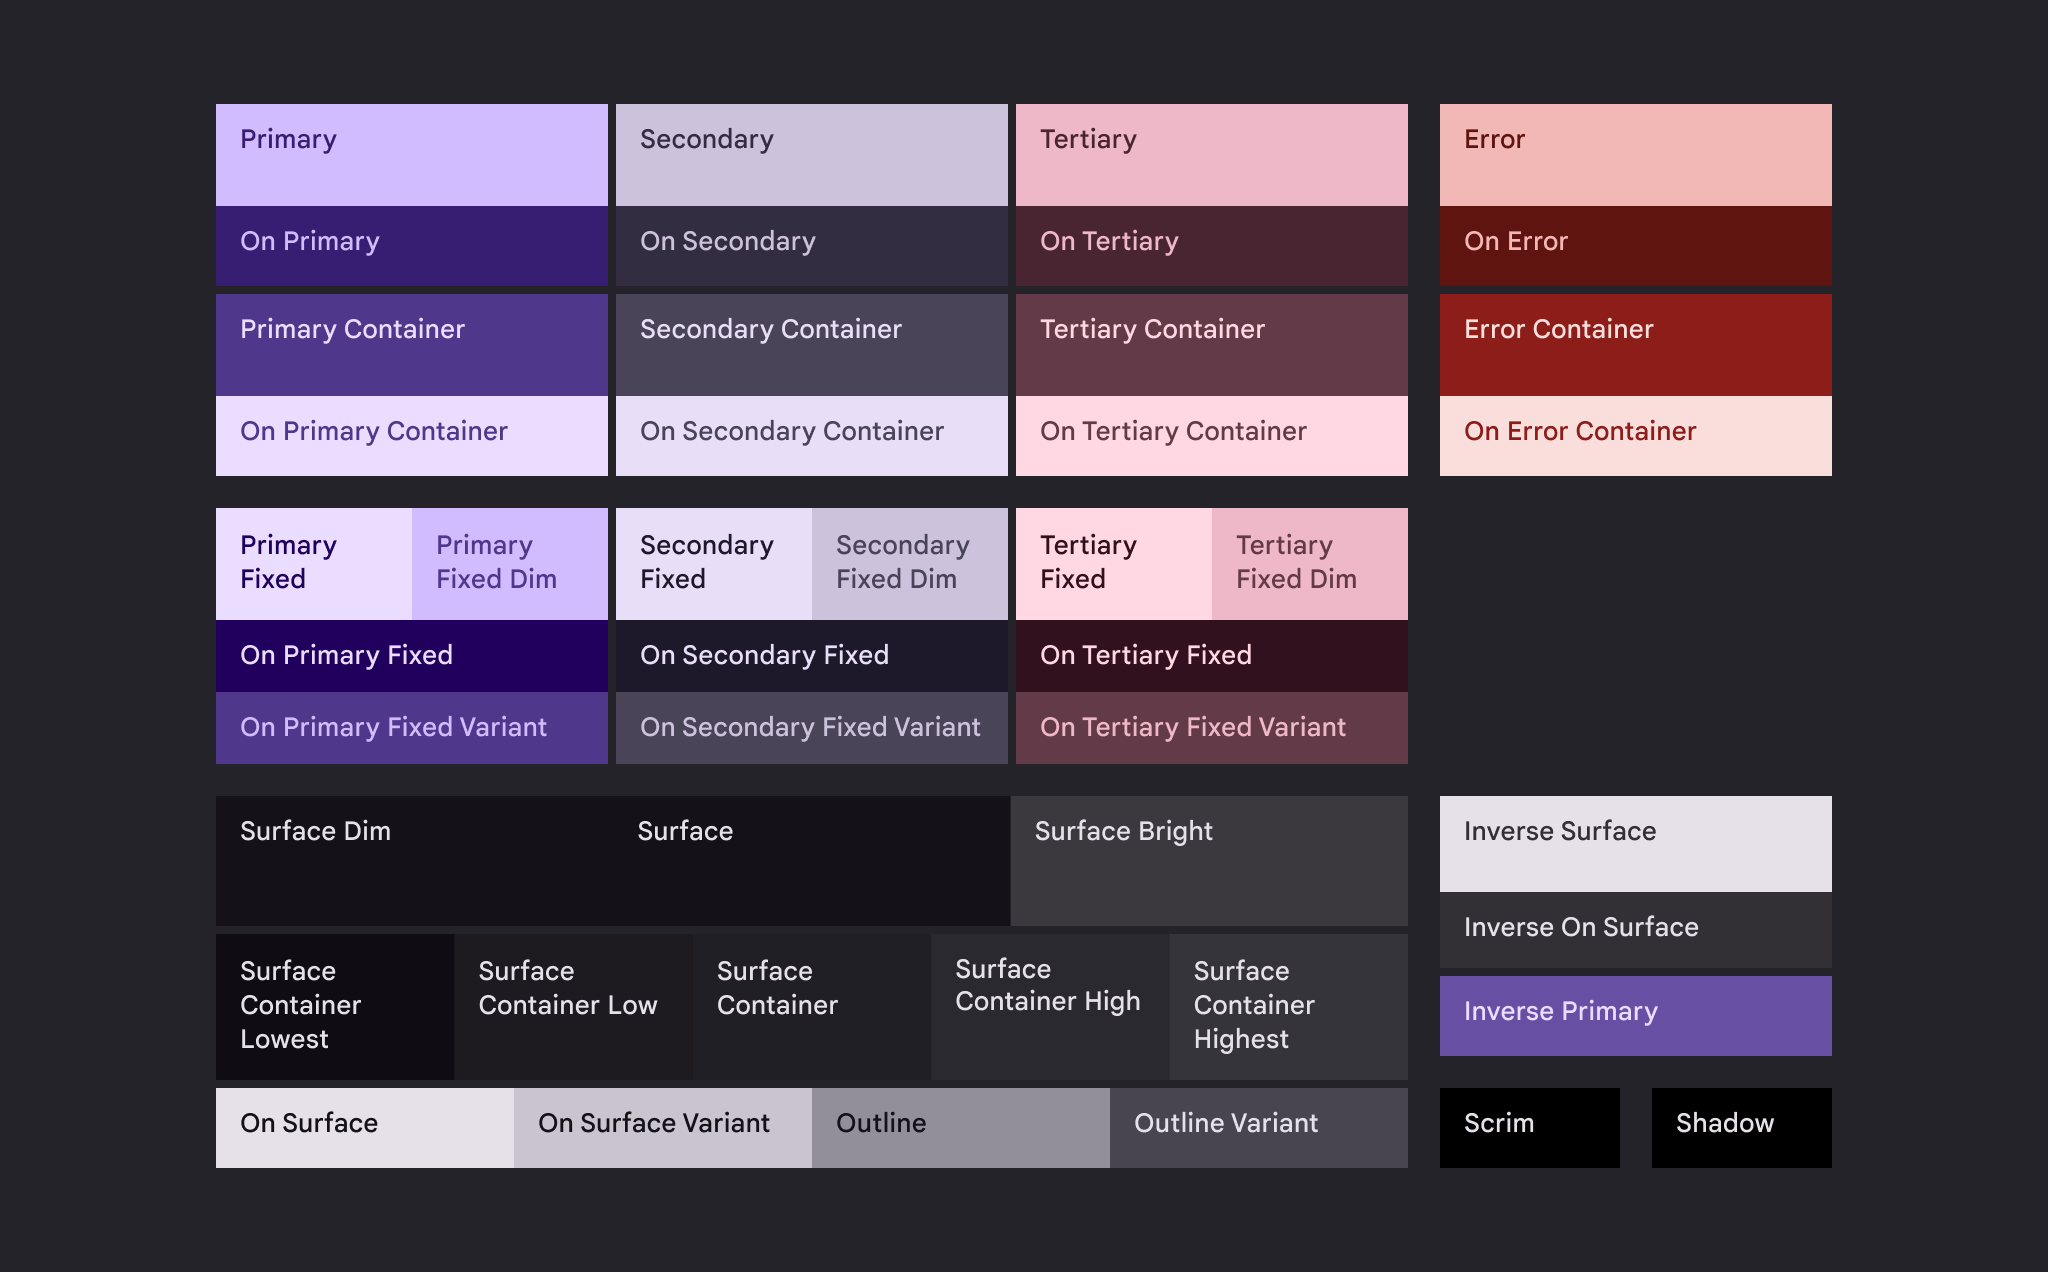 Primary
Secondary
Tertiary
Error
On Primary
On Secondary
On Tertiary
On Error
Primary Container
Secondary Container
Tertiary Container
Error Container
On Primary Container
On Secondary Container
On Tertiary Container
On Error Container
Primary
Fixed
Primary
Fixed Dim
Secondary
Fixed
Secondary
Fixed Dim
Tertiary
Fixed
Tertiary
Fixed Dim
On Primary Fixed
On Secondary Fixed
On Tertiary Fixed
On Primary Fixed Variant
On Secondary Fixed Variant
On Tertiary Fixed Variant
Surface Dim
Surface
Surface Bright
Inverse Surface
Inverse On Surface
Inverse Primary
Surface
Container
Lowest
Surface
Container Low
Surface
Container
Surface
Container High
Surface
Container
Highest
On Surface
On Surface Variant
Outline
Outline Variant
Scrim
Shadow